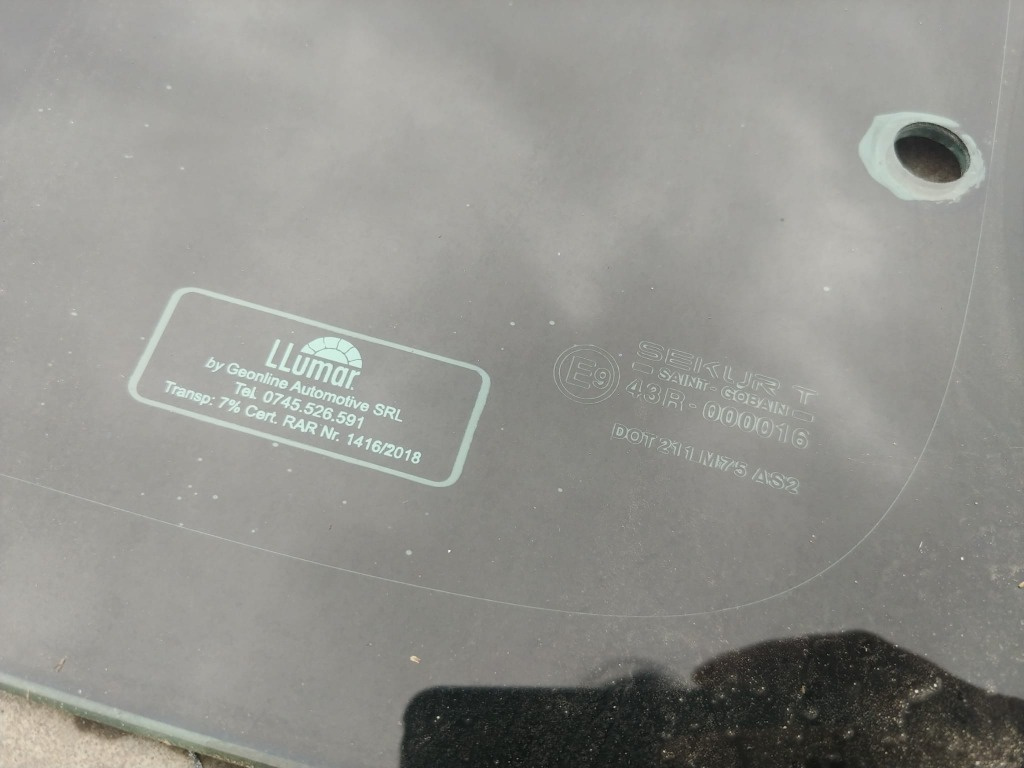 LLumar
by Geonline Automotive SRL
Tel. 0745.526.591
Transp: 7% Cert. RAR Nr. 1416/2018
E9
SEKURIT
SAINT-GOBAIN
43R-000016
DOT 211 M75 AS2